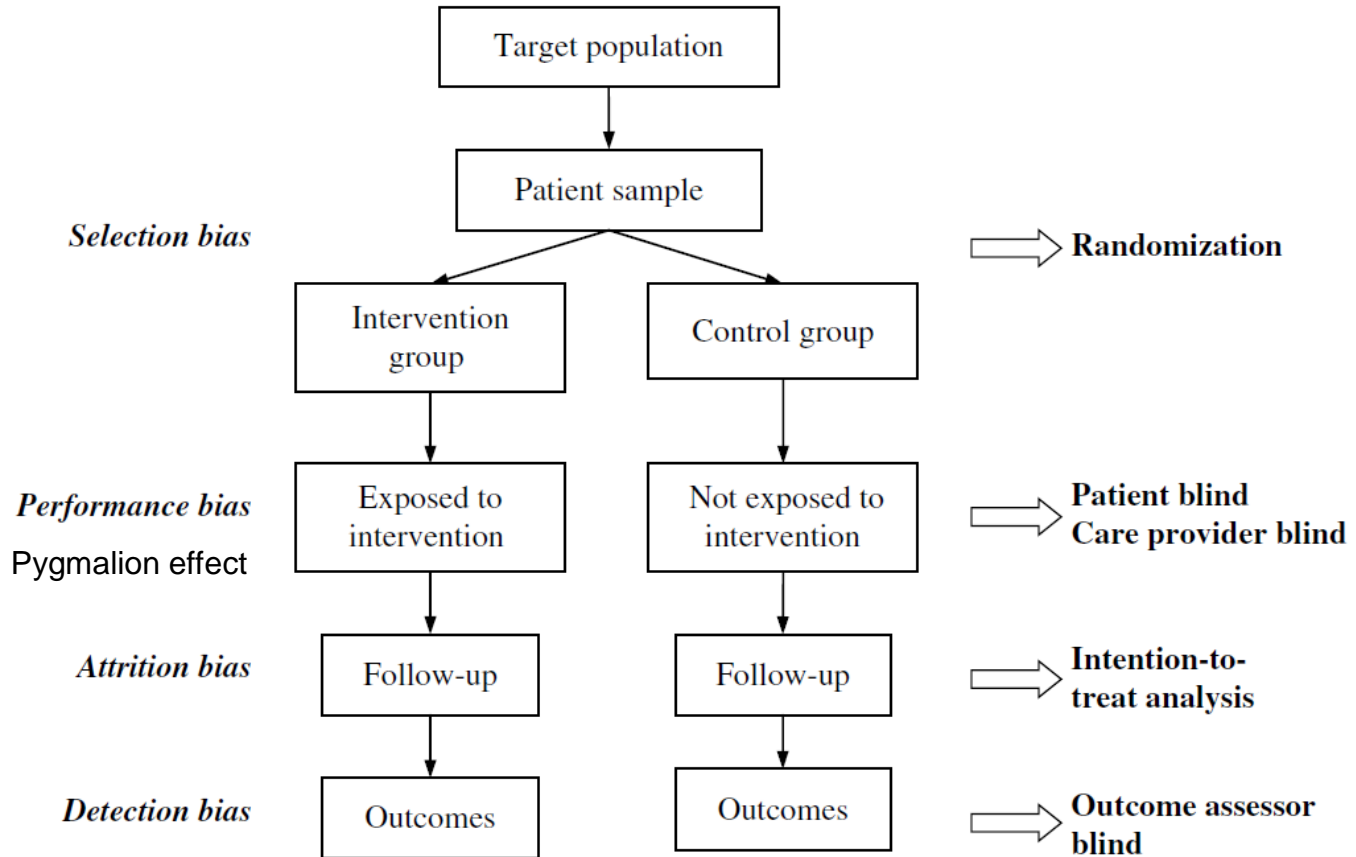 Target population
Patient sample
Selection bias
Randomization
Intervention
group
Control group
Performance bias
Pygmalion effect
Exposed to
intervention
Not exposed to
intervention
Patient blind
Care provider blind
Attrition bias
Follow-up
Follow-up
Intention-to-
treat analysis
Detection bias
Outcomes
Outcomes
Outcome assessor
blind